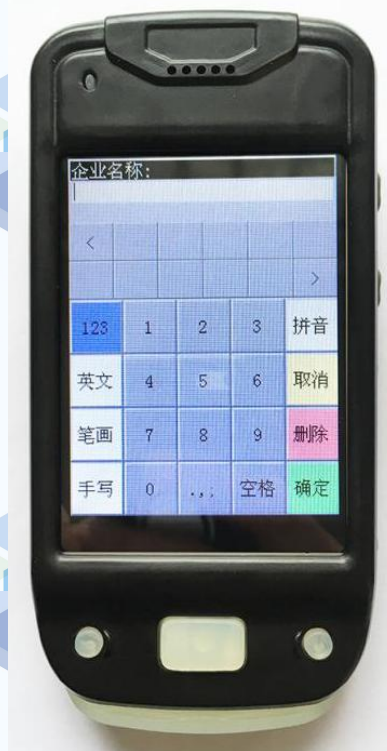 企业名称:
<
>
123 1 2 3 拼音
英文 4 5 6 取消
笔画 7 8 9 删除
手写 0 .,; 空格 确定